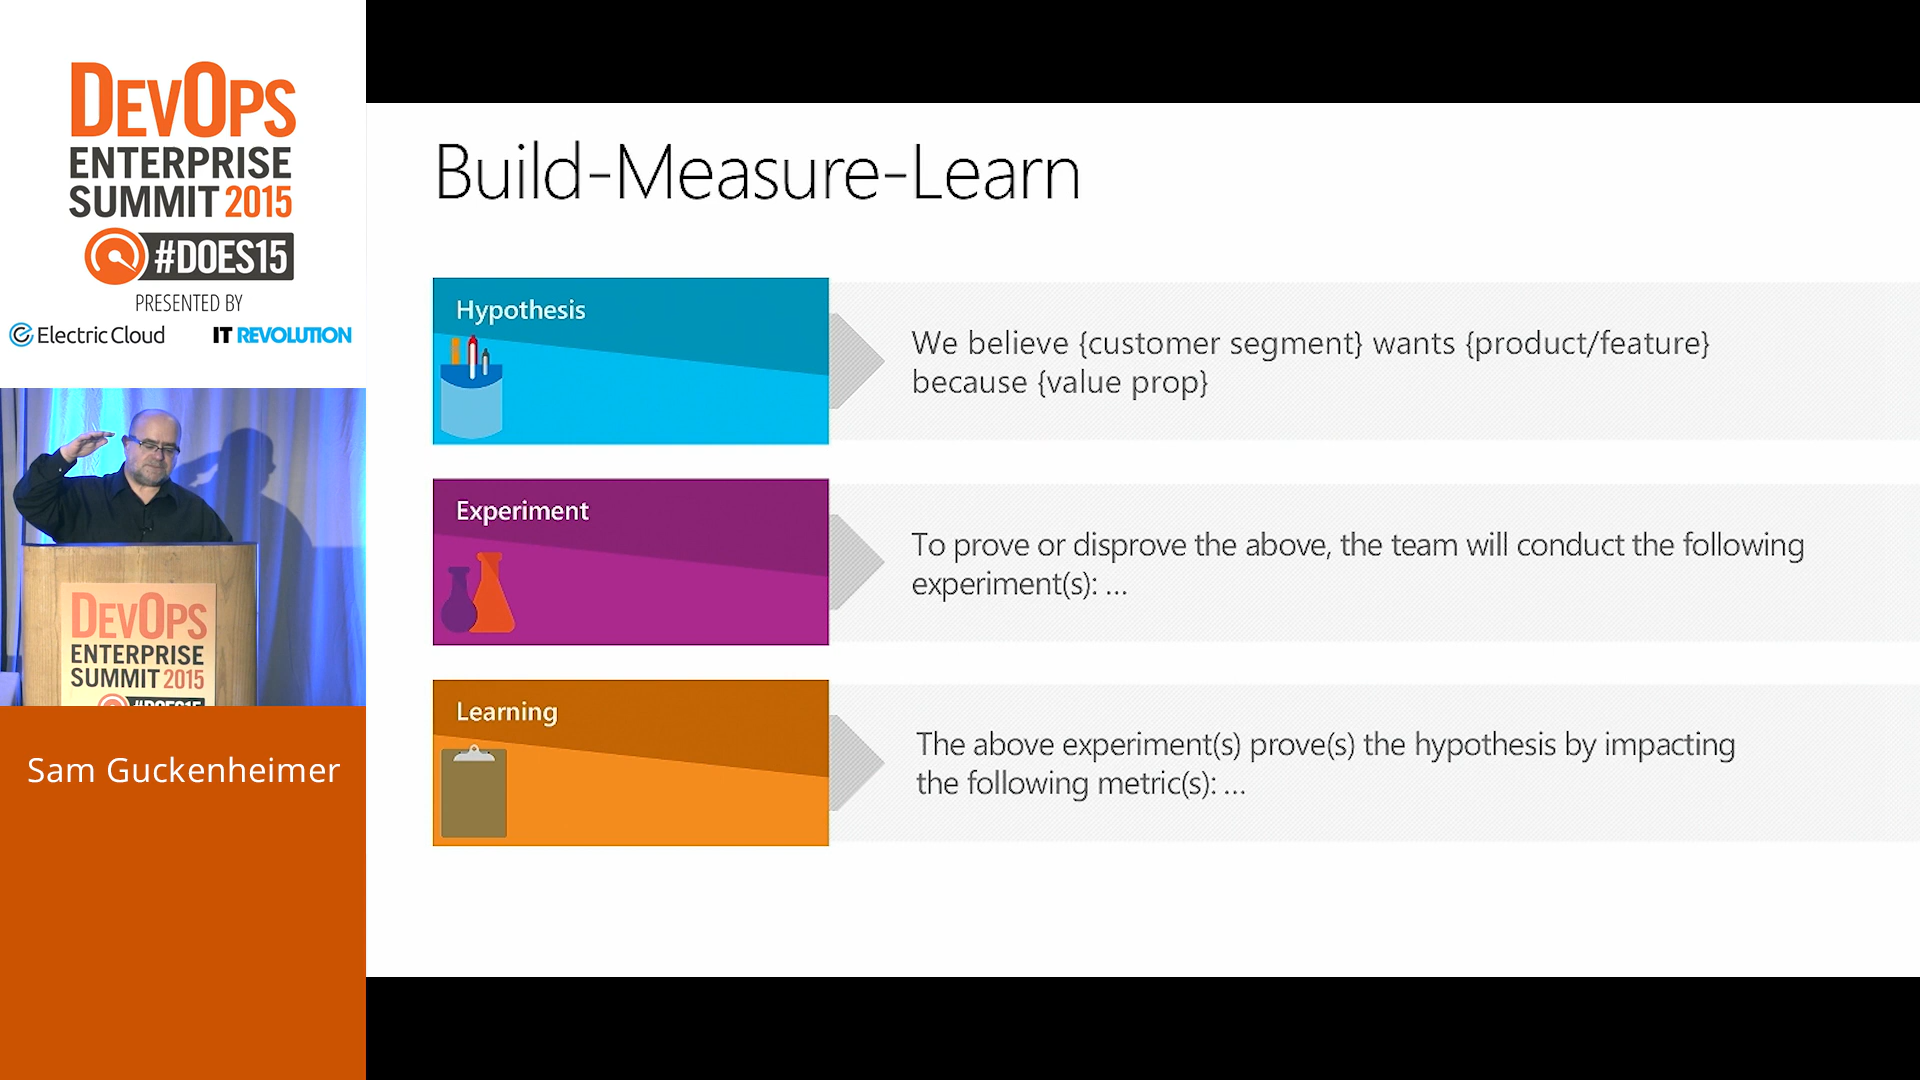 DEVOPS
ENTERPRISE
SUMMIT 2015
#DOES15
PRESENTED BY
Electric Cloud
IT REVOLUTION
DEVOPS
ENTERPRISE
SUMMIT 2015
#DOES15
Sam Guckenheimer
Build-Measure-Learn
Hypothesis
We believe {customer segment} wants {product/feature}
because {value prop}
Experiment
To prove or disprove the above, the team will conduct the following
experiment(s): ...
Learning
The above experiment(s) prove(s) the hypothesis by impacting
the following metric(s): ...